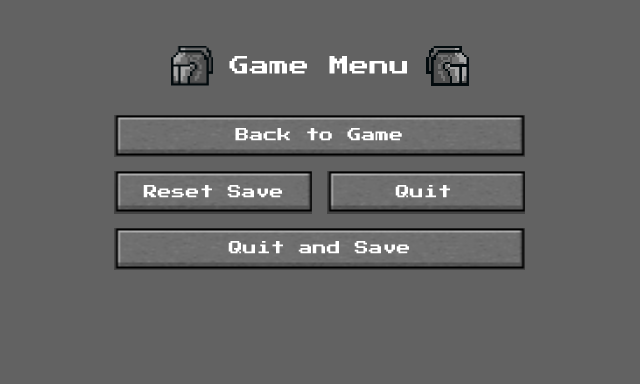 Game Menu
Back to Game
Reset Save
Quit
Quit and Save